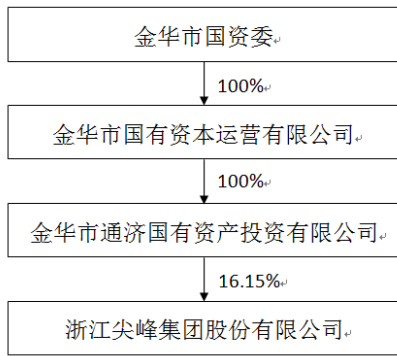 金华市国资委
100%
金华市国有资本运营有限公司
100%
金华市通济国有资产投资有限公司
16.15%
浙江尖峰集团股份有限公司